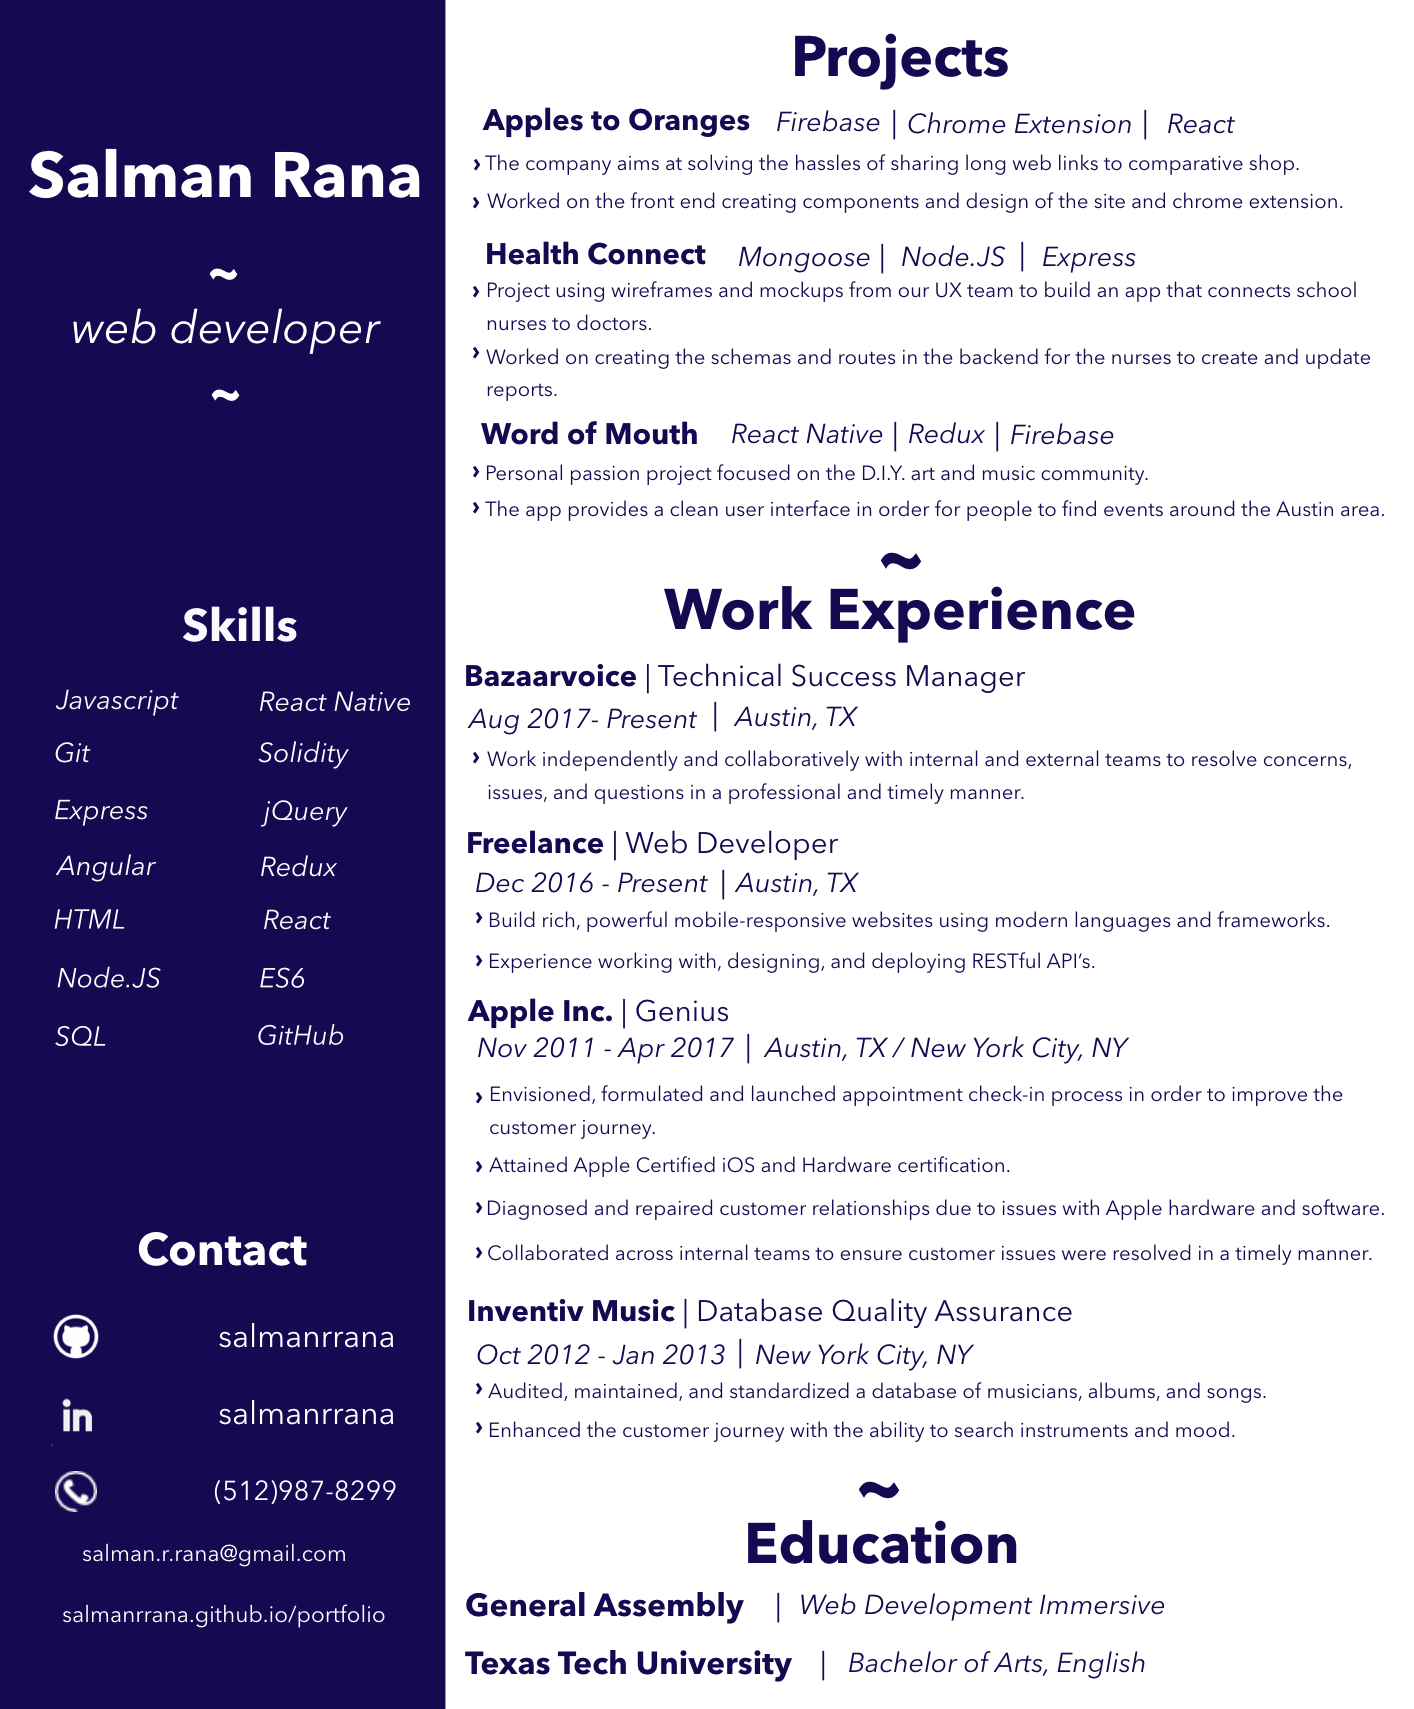 Salman Rana
~
web developer
~
Skills
Javascript React Native
Git Solidity
Express jQuery
Angular Redux
HTML React
Node.JS ES6
SQL GitHub
Contact
salmanrrana
in salmanrrana
(512)987-8299
salman.r.rana@gmail.com
salmanrrana.github.io/portfolio
Projects
Apples to Oranges Firebase | Chrome Extension | React
› The company aims at solving the hassles of sharing long web links to comparative shop.
› Worked on the front end creating components and design of the site and chrome extension.
Health Connect Mongoose | Node.JS | Express
› Project using wireframes and mockups from our UX team to build an app that connects school
nurses to doctors.
› Worked on creating the schemas and routes in the backend for the nurses to create and update
reports.
Word of Mouth React Native | Redux | Firebase
› Personal passion project focused on the D.I.Y. art and music community.
› The app provides a clean user interface in order for people to find events around the Austin area.
~
Work Experience
Bazaarvoice | Technical Success Manager
Aug 2017- Present | Austin, TX
› Work independently and collaboratively with internal and external teams to resolve concerns,
issues, and questions in a professional and timely manner.
Freelance | Web Developer
Dec 2016 - Present | Austin, TX
› Build rich, powerful mobile-responsive websites using modern languages and frameworks.
› Experience working with, designing, and deploying RESTful API’s.
Apple Inc. | Genius
Nov 2011 - Apr 2017 | Austin, TX / New York City, NY
› Envisioned, formulated and launched appointment check-in process in order to improve the
customer journey.
› Attained Apple Certified iOS and Hardware certification.
› Diagnosed and repaired customer relationships due to issues with Apple hardware and software.
› Collaborated across internal teams to ensure customer issues were resolved in a timely manner.
Inventiv Music | Database Quality Assurance
Oct 2012 - Jan 2013 | New York City, NY
› Audited, maintained, and standardized a database of musicians, albums, and songs.
› Enhanced the customer journey with the ability to search instruments and mood.
~
Education
General Assembly | Web Development Immersive
Texas Tech University | Bachelor of Arts, English